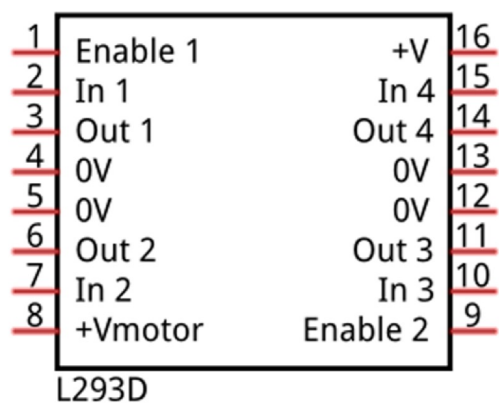 1 Enable 1 +V 16
2 In 1 In 4 15
3 Out 1 Out 4 14
4 0V 0V 13
5 0V 0V 12
6 Out 2 Out 3 11
7 In 2 In 3 10
8 +Vmotor Enable 2 9
L293D